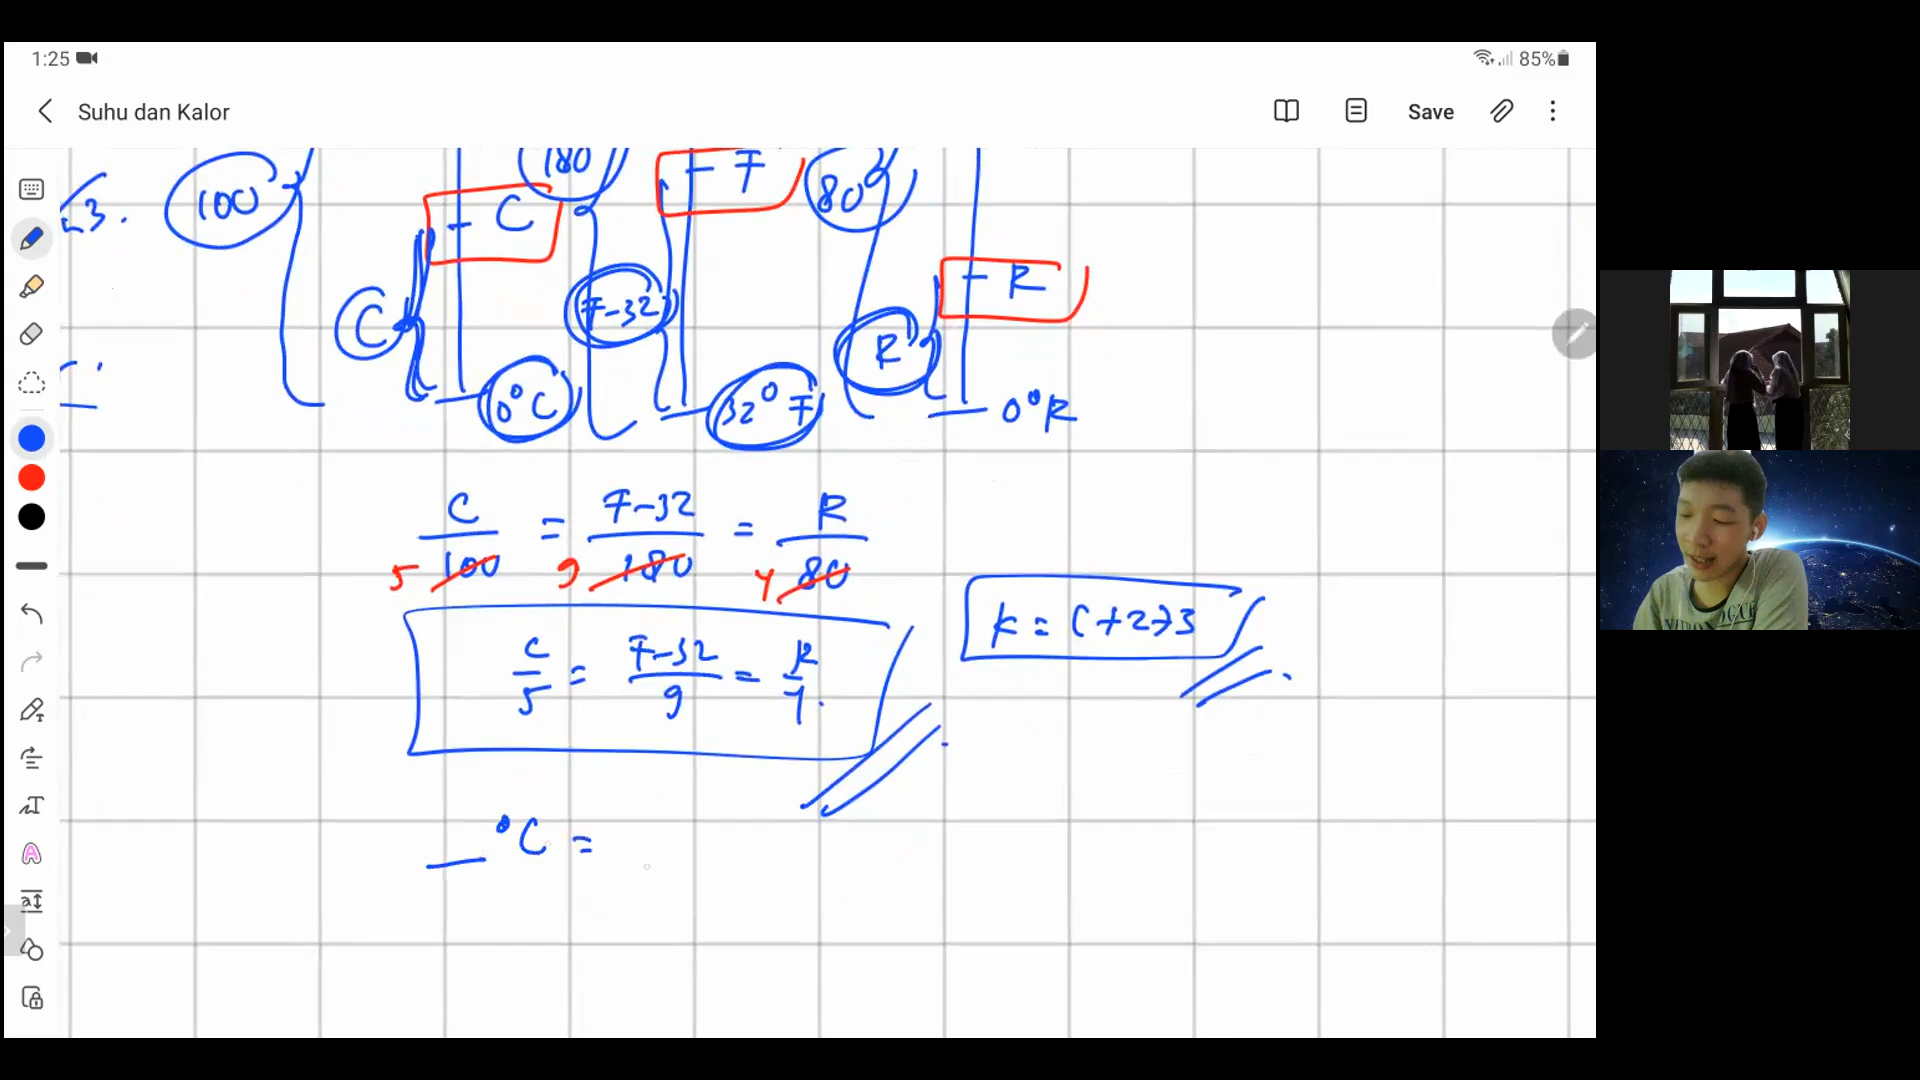 1:25
85%
Suhu dan Kalor
Save
100
180
F
80
C
C
F-32
R
R
0°C
32°F
0°R
C/100 = F-32/180 = R/80
5 9 4
K = C+273
C/5 = F-32/9 = R/4.
__°C =